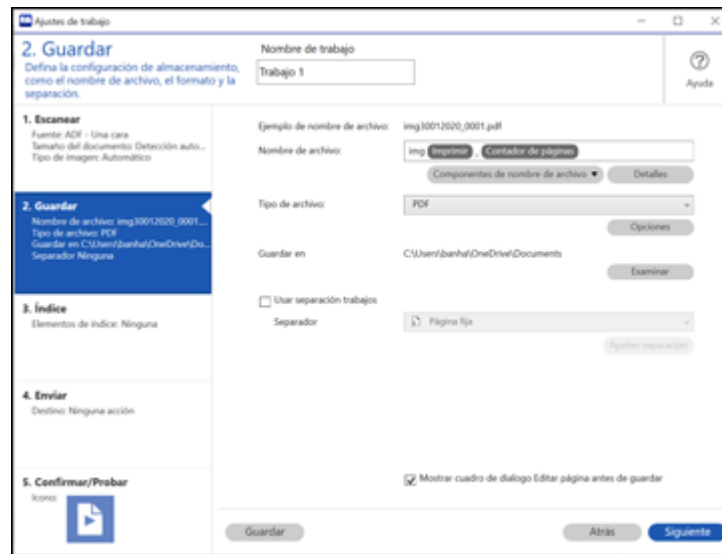 Ajustes de trabajo
2. Guardar
Defina la configuración de almacenamiento,
como el nombre de archivo, el formato y la
separación.
Nombre de trabajo
Trabajo 1
Ayuda
1. Escanear
Fuente: ADF - Una cara
Tamaño del documento: Detección auto...
Tipo de imagen: Automático
2. Guardar
Nombre de archivo: img30012020_0001....
Tipo de archivo: PDF
Guardar en C:\Users\banha\OneDrive\Do...
Separador Ninguna
3. Índice
Elementos de índice: Ninguna
4. Enviar
Destino: Ninguna acción
5. Confirmar/Probar
Icono:
Ejemplo de nombre de archivo: img30012020_0001.pdf
Nombre de archivo: img Imprimir _ Contador de páginas
Componentes de nombre de archivo Detalles
Tipo de archivo: PDF
Opciones
Guardar en C:\Users\banha\OneDrive\Documents
Examinar
Usar separación trabajos
Separador Página fija
Ajustes separación
Mostrar cuadro de dialogo Editar página antes de guardar
Guardar Atrás Siguiente